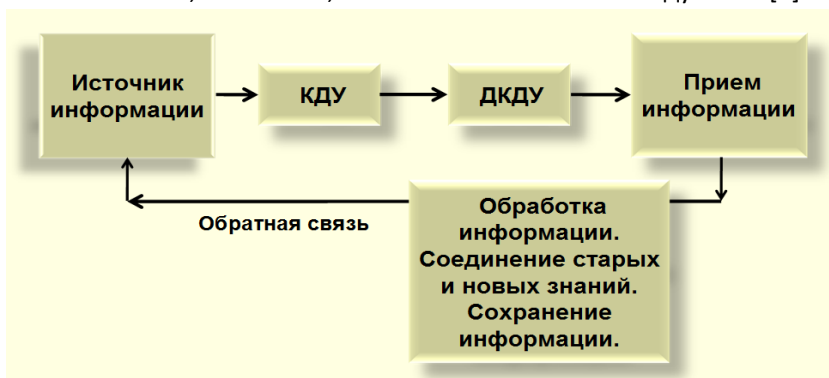 Источник
информации
КДУ
ДКДУ
Прием
информации
Обратная связь
Обработка
информации.
Соединение старых
и новых знаний.
Сохранение
информации.